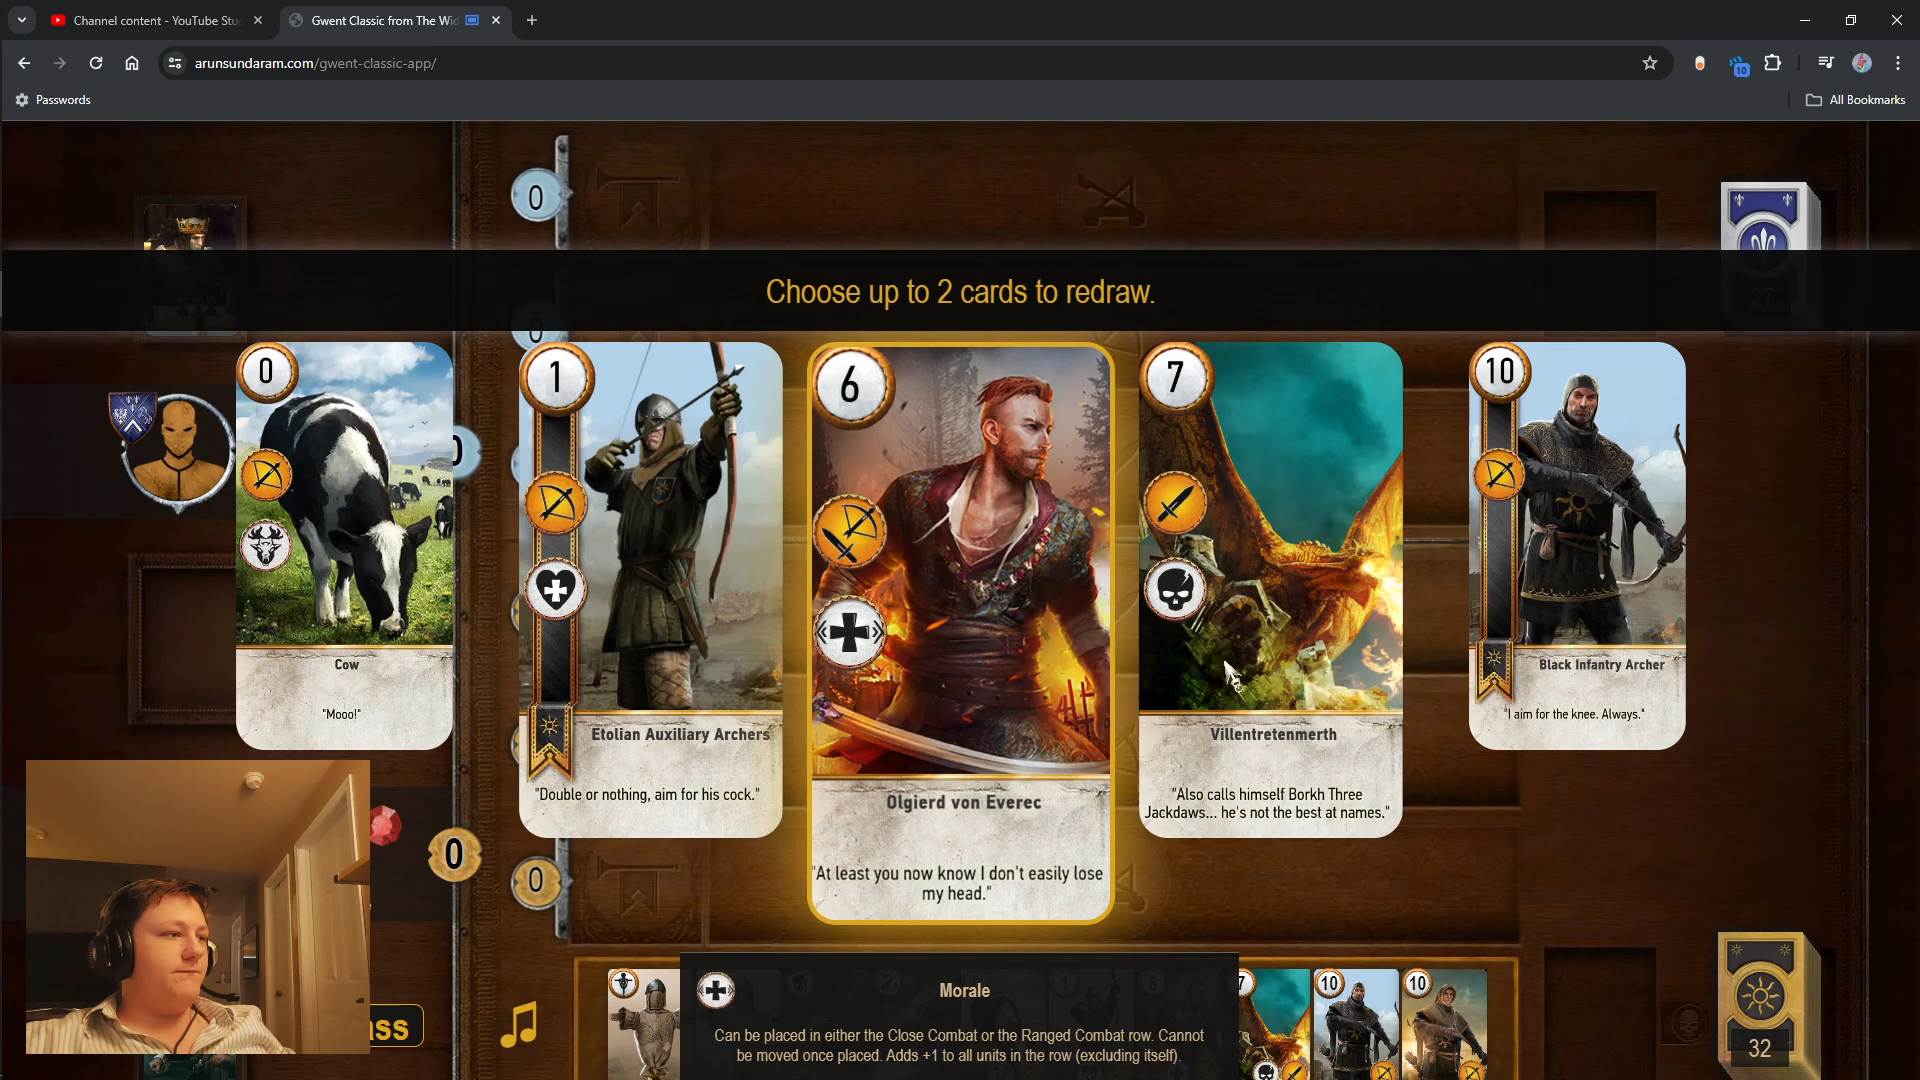 Channel content - YouTube Stu
Gwent Classic from The Wi
arunsundaram.com/gwent-classic-app/
10
Passwords
All Bookmarks
0
27
Choose up to 2 cards to redraw.
0
0
Cow
"Mooo!"
1
Etolian Auxiliary Archers
"Double or nothing, aim for his cock."
6
Olgierd von Everec
"At least you now know I don't easily lose
my head."
7
Villentretenmerth
"Also calls himself Borkh Three
Jackdaws... he's not the best at names."
10
Black Infantry Archer
"I aim for the knee. Always."
0
0
ass
Morale
Can be placed in either the Close Combat or the Ranged Combat row. Cannot
be moved once placed. Adds +1 to all units in the row (excluding itself).
7
10
10
32